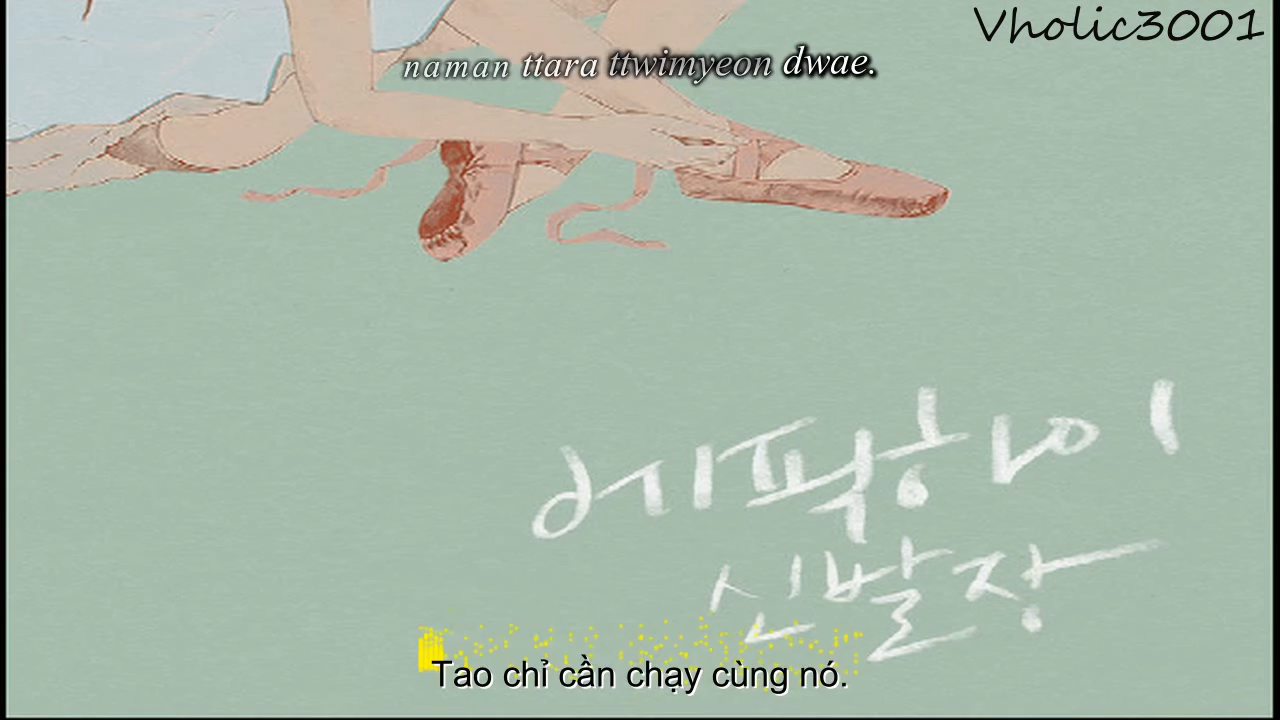 Vholic3001
naman ttara ttwimyeon dwae.
에픽하이
신발장
Tao chỉ cần chạy cùng nó.